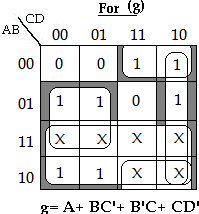 For (g)
CD
AB
00 01 11 10
00 0 0 1 1
01 1 1 0 1
11 X X X X
10 1 1 X X
g= A+ BC'+ B'C+ CD'